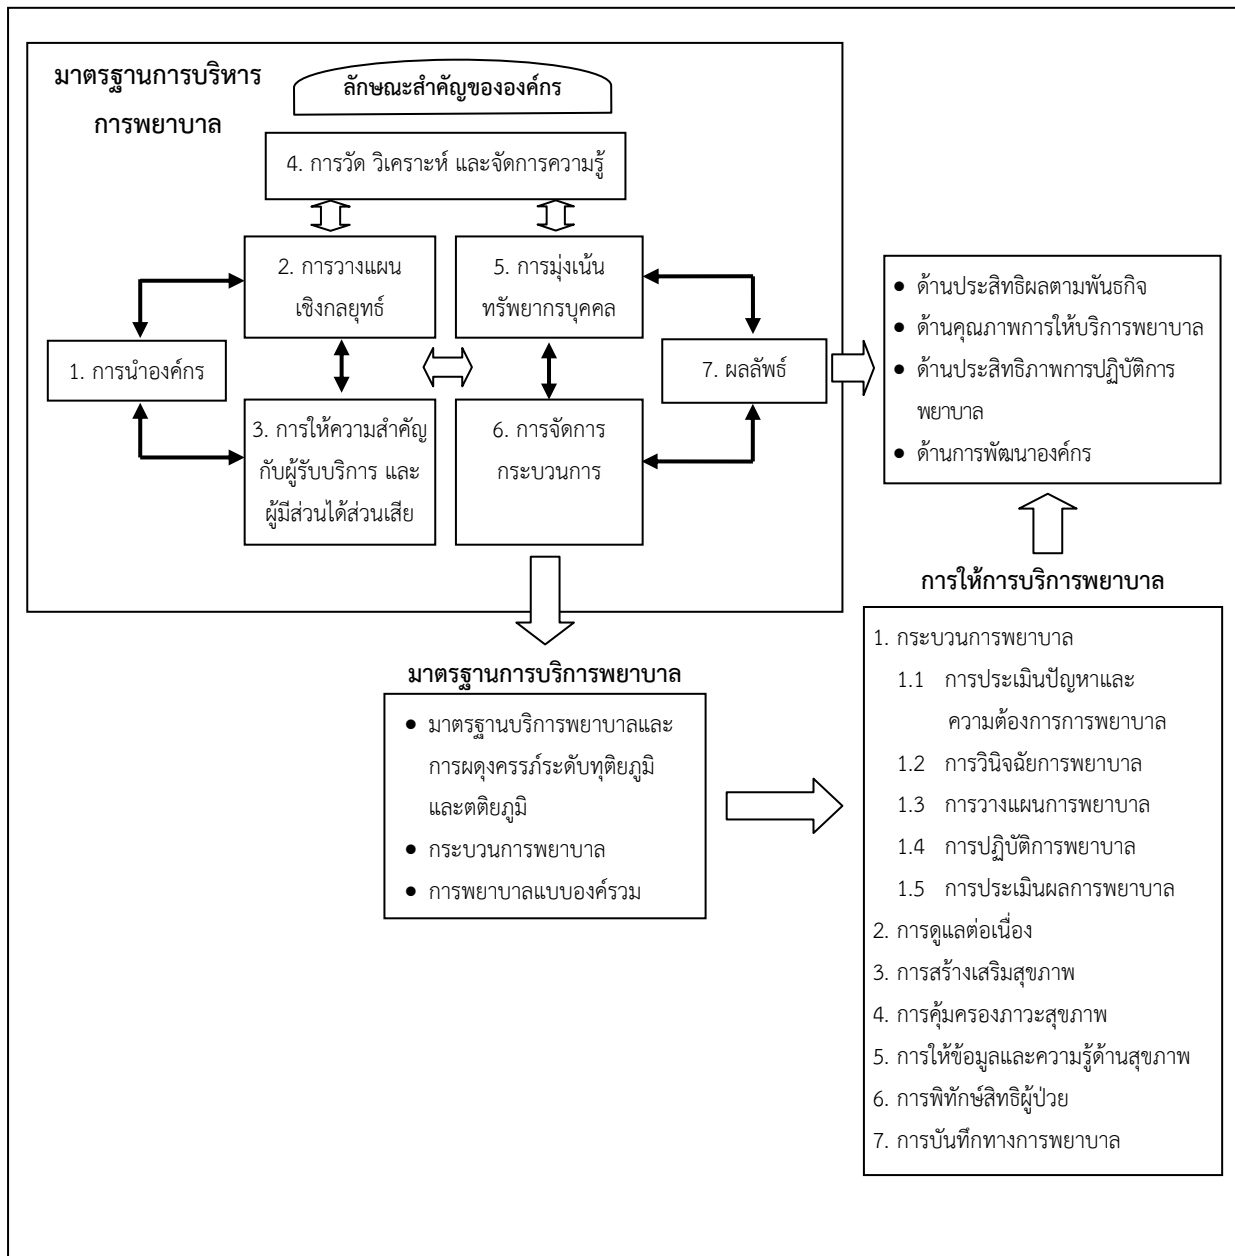 มาตรฐานการบริหาร
การพยาบาล
ลักษณะสำคัญขององค์กร
4. การวัด วิเคราะห์ และจัดการความรู้
2. การวางแผน
เชิงกลยุทธ์
5. การมุ่งเน้น
ทรัพยากรบุคคล
1. การนำองค์กร
7. ผลลัพธ์
3. การให้ความสำคัญ
กับผู้รับบริการ และ
ผู้มีส่วนได้ส่วนเสีย
6. การจัดการ
กระบวนการ
● ด้านประสิทธิผลตามพันธกิจ
● ด้านคุณภาพการให้บริการพยาบาล
● ด้านประสิทธิภาพการปฏิบัติการ
พยาบาล
● ด้านการพัฒนาองค์กร
มาตรฐานการบริการพยาบาล
● มาตรฐานบริการพยาบาลและ
การผดุงครรภ์ระดับทุติยภูมิ
และตติยภูมิ
● กระบวนการพยาบาล
● การพยาบาลแบบองค์รวม
การให้การบริการพยาบาล
1. กระบวนการพยาบาล
1.1 การประเมินปัญหาและ
ความต้องการการพยาบาล
1.2 การวินิจฉัยการพยาบาล
1.3 การวางแผนการพยาบาล
1.4 การปฏิบัติการพยาบาล
1.5 การประเมินผลการพยาบาล
2. การดูแลต่อเนื่อง
3. การสร้างเสริมสุขภาพ
4. การคุ้มครองภาวะสุขภาพ
5. การให้ข้อมูลและความรู้ด้านสุขภาพ
6. การพิทักษ์สิทธิผู้ป่วย
7. การบันทึกทางการพยาบาล